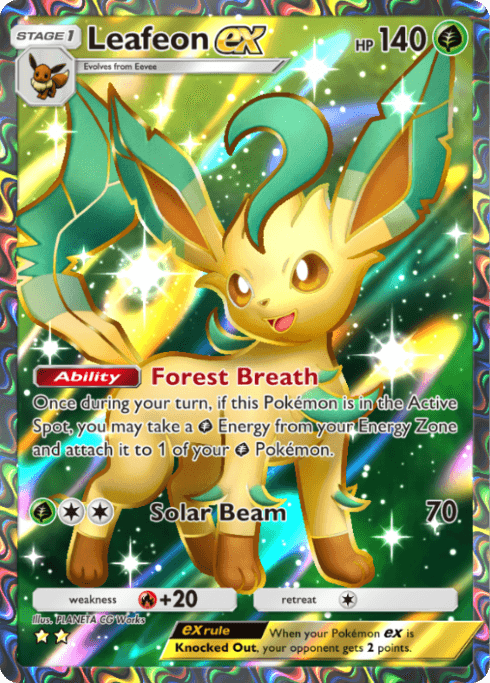 STAGE 1 Leafeon ex HP 140
Evolves from Eevee
Ability Forest Breath
Once during your turn, if this Pokémon is in the Active
Spot, you may take a Energy from your Energy Zone
and attach it to 1 of your Pokémon.
Solar Beam 70
weakness +20 retreat
Illus. PLANETA CG Works
ex rule When your Pokémon ex is
Knocked Out, your opponent gets 2 points.